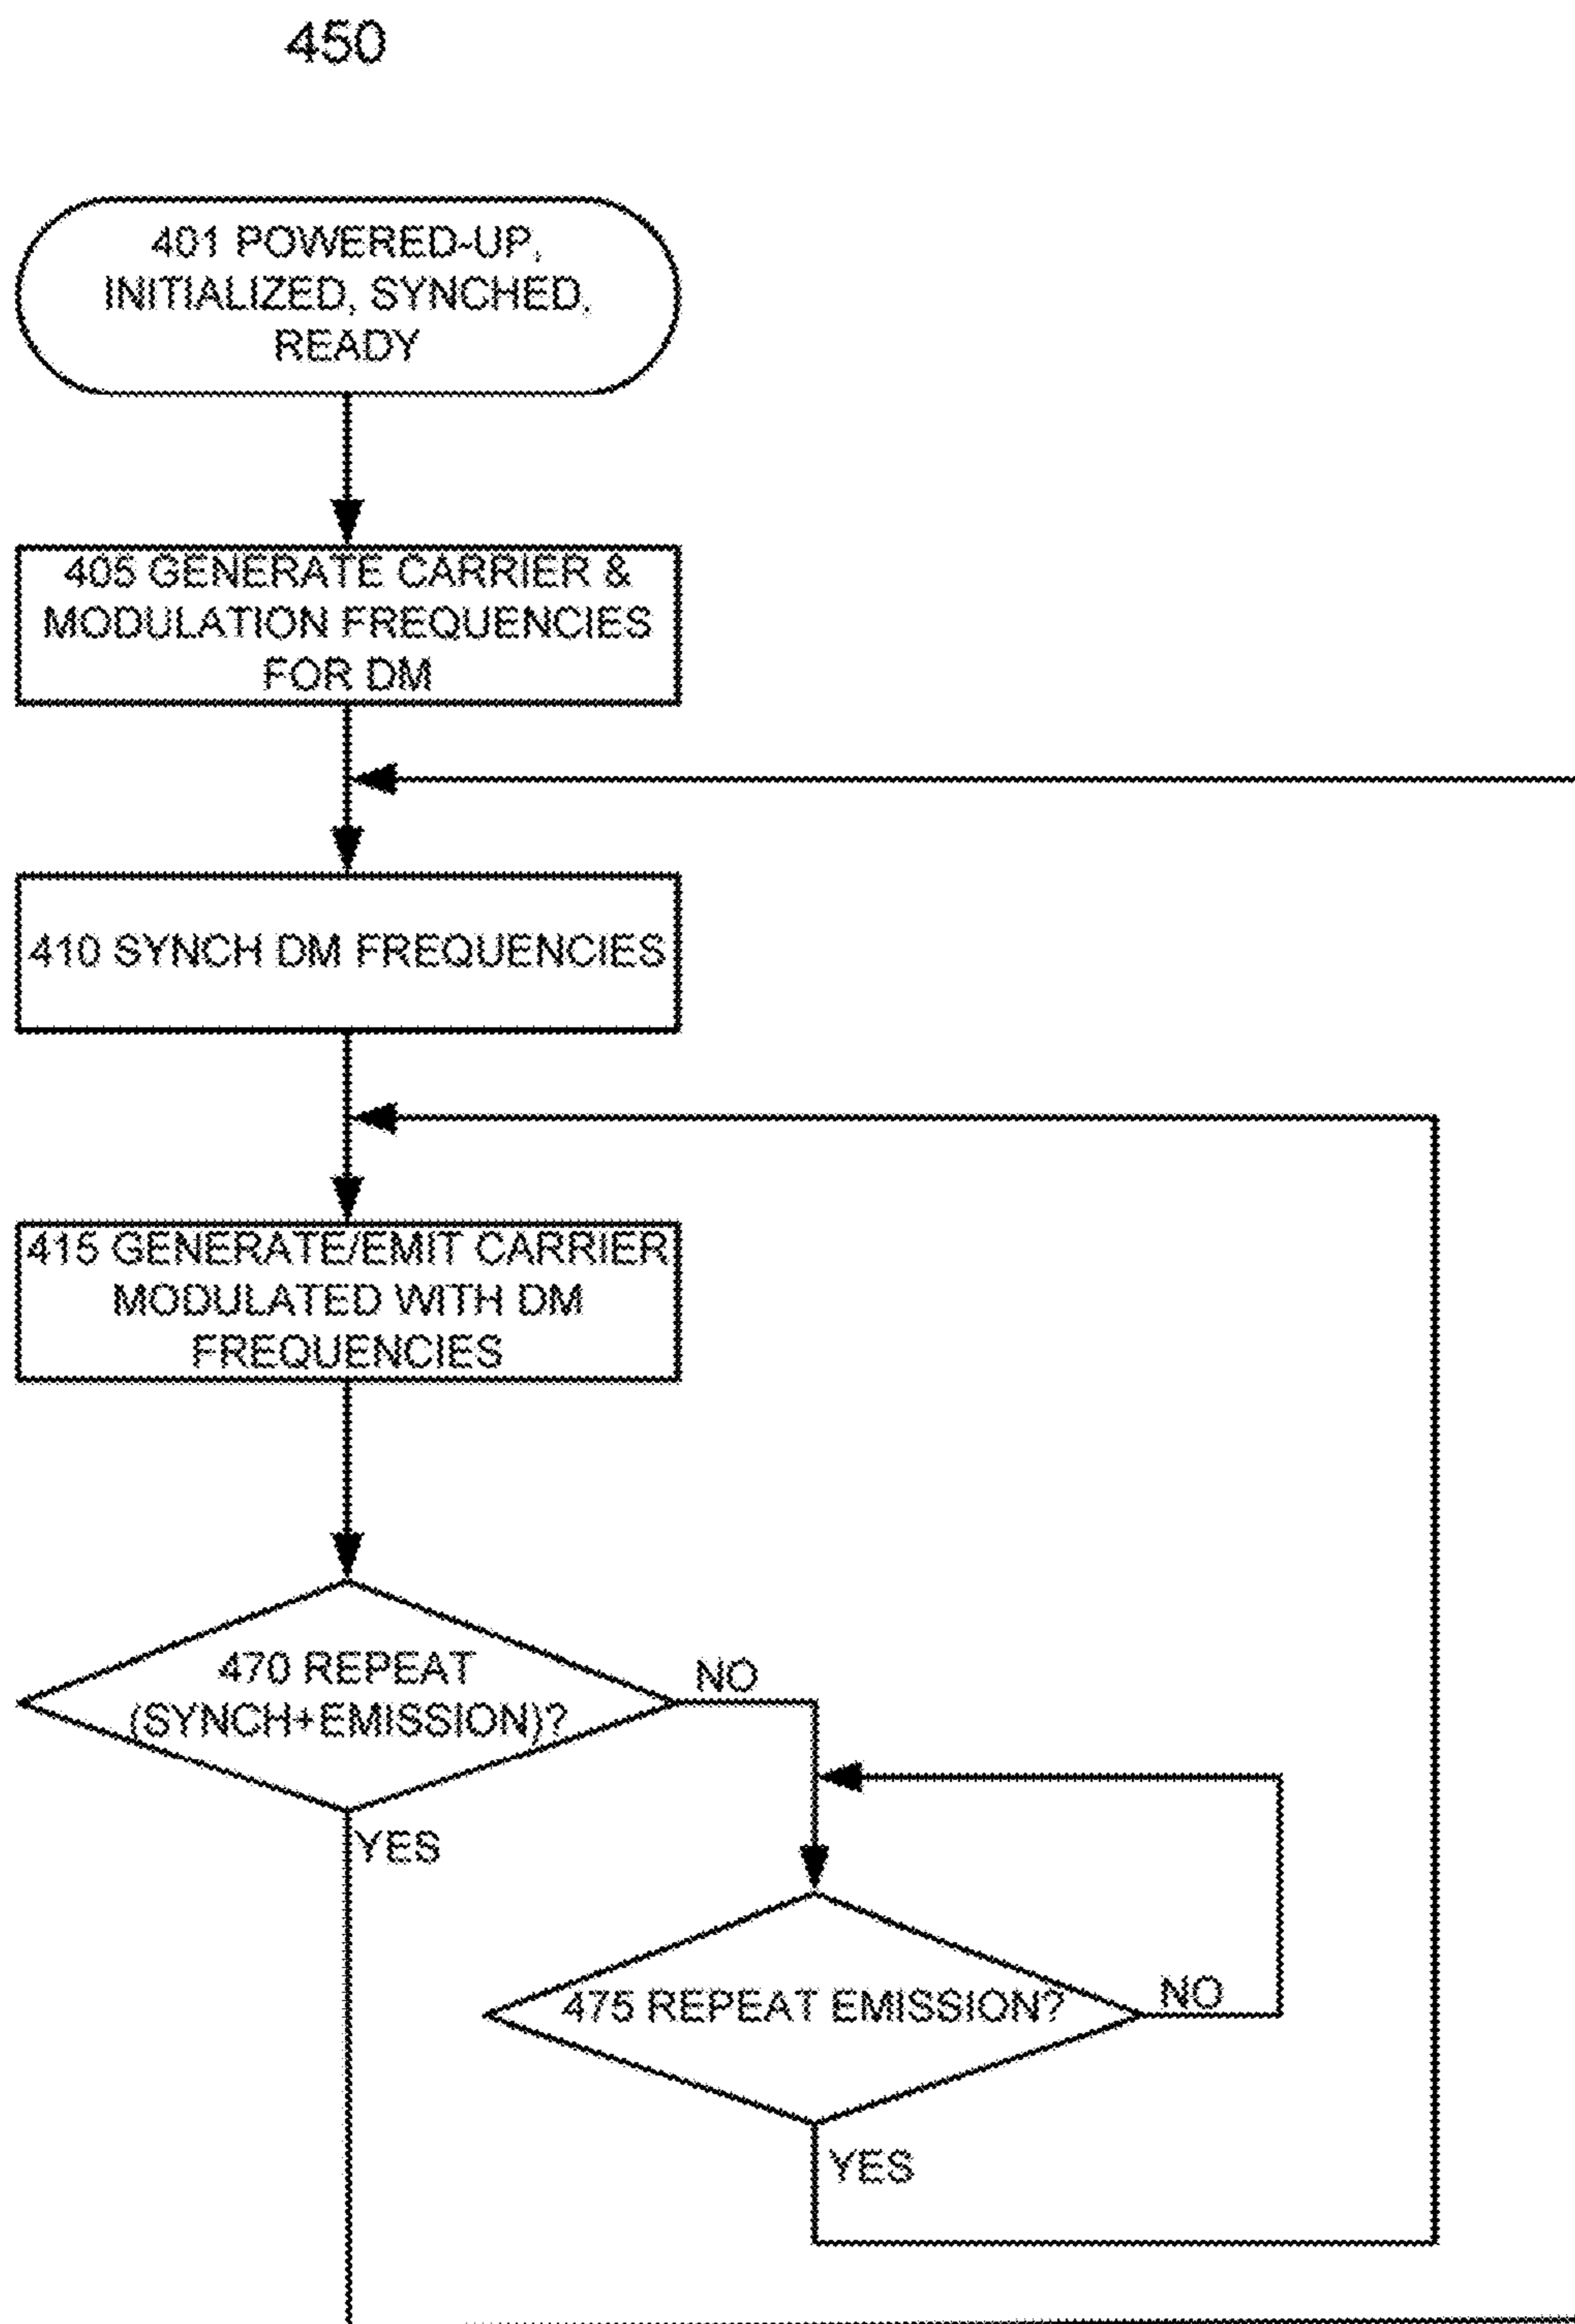 450
401 POWERED-UP,
INITIALIZED, SYNCHED,
READY
405 GENERATE CARRIER &
MODULATION FREQUENCIES
FOR DM
410 SYNCH DM FREQUENCIES
415 GENERATE/EMIT CARRIER
MODULATED WITH DM
FREQUENCIES
470 REPEAT
(SYNCH+EMISSION)?
NO
YES
475 REPEAT EMISSION?
NO
YES